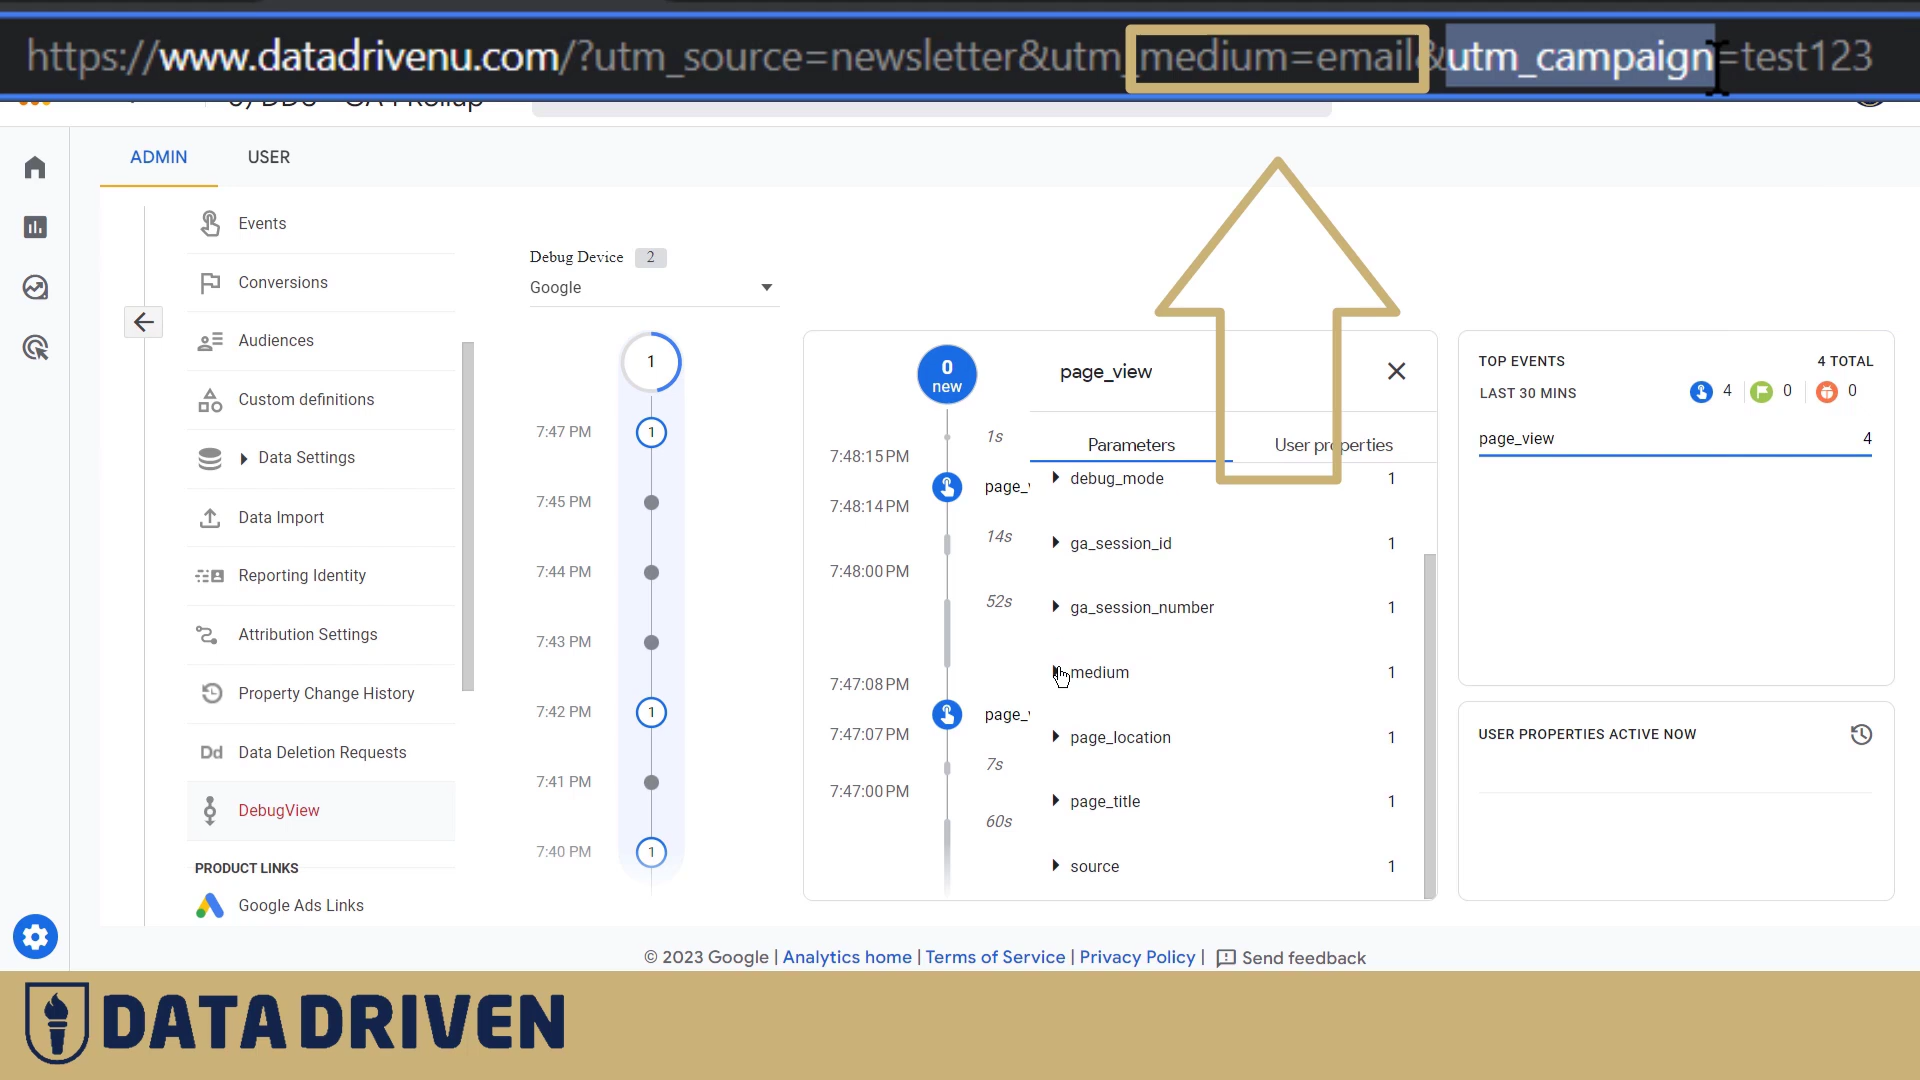 https://www.datadrivenu.com/?utm_source=newsletter&utm_medium=email&utm_campaign=test123
ADMIN
USER
Events
Conversions
Audiences
Custom definitions
Data Settings
Data Import
Reporting Identity
Attribution Settings
Property Change History
Dd Data Deletion Requests
DebugView
PRODUCT LINKS
Google Ads Links
Debug Device 2
Google
1
7:47 PM 1
7:45 PM
7:44 PM
7:43 PM
7:42 PM 1
7:41 PM
7:40 PM 1
0
new
1s
7:48:15 PM
page_v
7:48:14 PM
14s
7:48:00 PM
52s
7:47:08 PM
page_v
7:47:07 PM
7s
7:47:00 PM
60s
page_view
Parameters
User properties
debug_mode 1
ga_session_id 1
ga_session_number 1
medium 1
page_location 1
page_title 1
source 1
TOP EVENTS 4 TOTAL
LAST 30 MINS 4 0 0
page_view 4
USER PROPERTIES ACTIVE NOW
© 2023 Google | Analytics home | Terms of Service | Privacy Policy | Send feedback
DATA DRIVEN